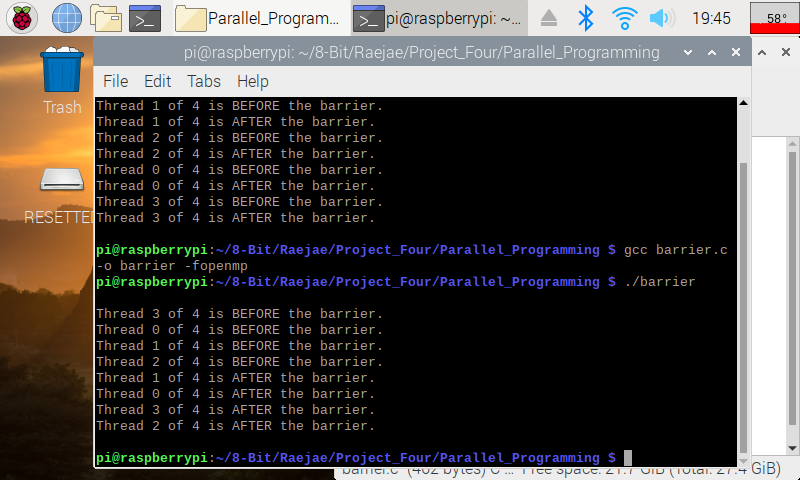 Parallel_Programm...
pi@raspberrypi: ~...
19:45
58°
pi@raspberrypi: ~/8-Bit/Raejae/Project_Four/Parallel_Programming
File Edit Tabs Help
Trash
Thread 1 of 4 is BEFORE the barrier.
Thread 1 of 4 is AFTER the barrier.
Thread 2 of 4 is BEFORE the barrier.
Thread 2 of 4 is AFTER the barrier.
Thread 0 of 4 is BEFORE the barrier.
Thread 0 of 4 is AFTER the barrier.
Thread 3 of 4 is BEFORE the barrier.
Thread 3 of 4 is AFTER the barrier.
RESETTE
pi@raspberrypi:~/8-Bit/Raejae/Project_Four/Parallel_Programming $ gcc barrier.c
-o barrier -fopenmp
pi@raspberrypi:~/8-Bit/Raejae/Project_Four/Parallel_Programming $ ./barrier
Thread 3 of 4 is BEFORE the barrier.
Thread 0 of 4 is BEFORE the barrier.
Thread 1 of 4 is BEFORE the barrier.
Thread 2 of 4 is BEFORE the barrier.
Thread 1 of 4 is AFTER the barrier.
Thread 0 of 4 is AFTER the barrier.
Thread 3 of 4 is AFTER the barrier.
Thread 2 of 4 is AFTER the barrier.
pi@raspberrypi:~/8-Bit/Raejae/Project_Four/Parallel_Programming $
"barrier.c" (402 bytes) C ... Free space: 21.7 GiB (Total: 27.4 GiB)